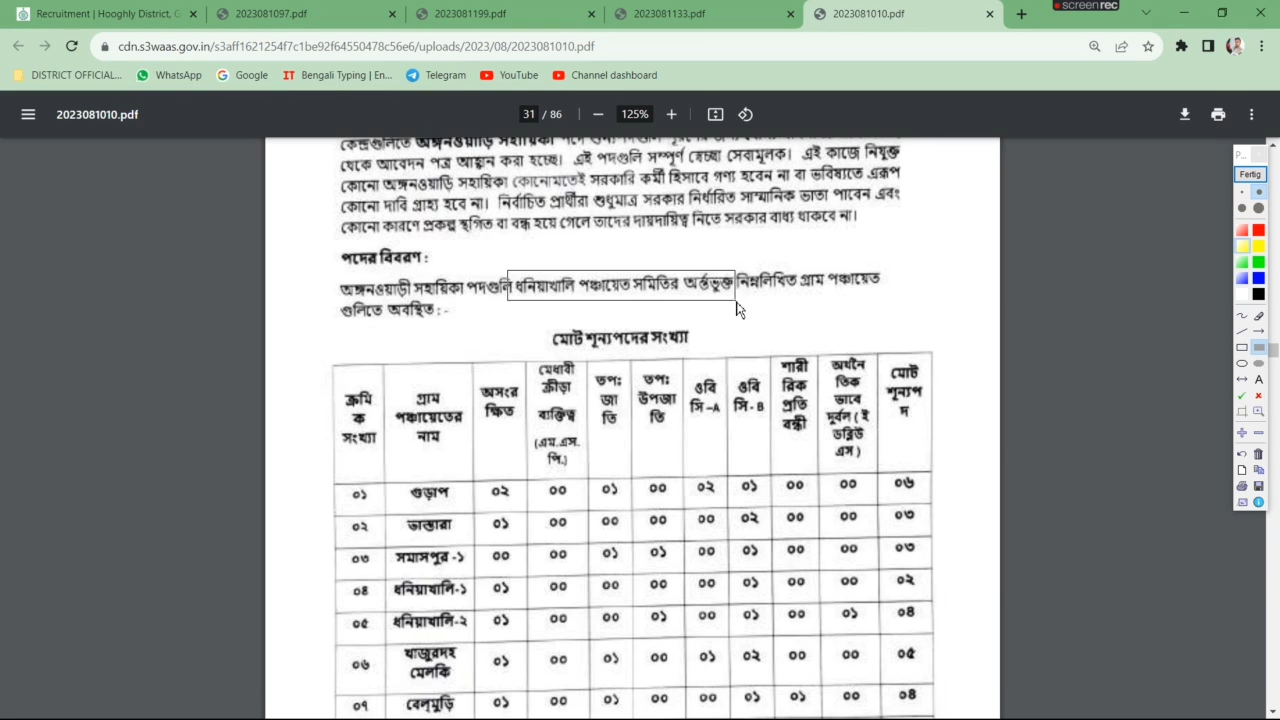 Recruitment | Hooghly District, G
2023081097.pdf
2023081199.pdf
2023081133.pdf
2023081010.pdf
screenrec
cdn.s3waas.gov.in/s3aff1621254f7c1be92f64550478c56e6/uploads/2023/08/2023081010.pdf
DISTRICT OFFICIAL...
WhatsApp
Google
Bengali Typing | En...
Telegram
YouTube
Channel dashboard
2023081010.pdf
31 / 86
125%
P...
Fertig
থেকে আবেদন পত্র আহ্বান করা হচ্ছে। এই পদগুলি সম্পূর্ণ স্বেচ্ছা সেবামূলক। এই কাজে নিযুক্ত
কোনো অঙ্গনওয়াড়ি সহায়িকা কোনোমতেই সরকারি কর্মী হিসাবে গণ্য হবেন না বা ভবিষ্যতে এরূপ
কোনো দাবি গ্রাহ্য হবে না। নির্বাচিত প্রার্থীরা শুধুমাত্র সরকার নির্ধারিত সাম্মানিক ভাতা পাবেন এবং
কোনো কারণে প্রকল্প স্থগিত বা বন্ধ হয়ে গেলে তাদের দায়দায়িত্ব নিতে সরকার বাধ্য থাকবে না।
পদের বিবরণ :
অঙ্গনওয়াড়ী সহায়িকা পদগুলি ধনিয়াখালি পঞ্চায়েত সমিতির অর্ন্তভুক্ত নিম্নলিখিত গ্রাম পঞ্চায়েত
গুলিতে অবস্থিত : -
মোট শূন্যপদের সংখ্যা
ক্রমিক সংখ্যা গ্রাম পঞ্চায়েতের নাম অসংরক্ষিত মেধাবী ক্রীড়া ব্যক্তিত্ব (এম.এস.পি.) তপঃ জাতি তপঃ উপজাতি ওবিসি -A ওবিসি - B শারীরিক প্রতিবন্ধী অর্থনৈতিক ভাবে দুর্বল ( ই ডব্লিউ এস ) মোট শূন্যপদ
০১ গুড়াপ ০২ ০০ ০১ ০০ ০২ ০১ ০০ ০০ ০৬
০২ ভাস্তারা ০১ ০০ ০০ ০০ ০০ ০২ ০০ ০০ ০৩
০৩ সমাসপুর -১ ০০ ০০ ০১ ০১ ০০ ০১ ০০ ০০ ০৩
০৪ ধনিয়াখালি-১ ০১ ০০ ০০ ০০ ০০ ০১ ০০ ০০ ০২
০৫ ধনিয়াখালি-২ ০১ ০০ ০০ ০১ ০০ ০১ ০০ ০১ ০৪
০৬ খাজুরদহ মেলকি ০১ ০০ ০১ ০০ ০১ ০২ ০০ ০০ ০৫
০৭ বেলমুড়ি ০১ ০০ ০১ ০০ ০০ ০১ ০১ ০০ ০৪